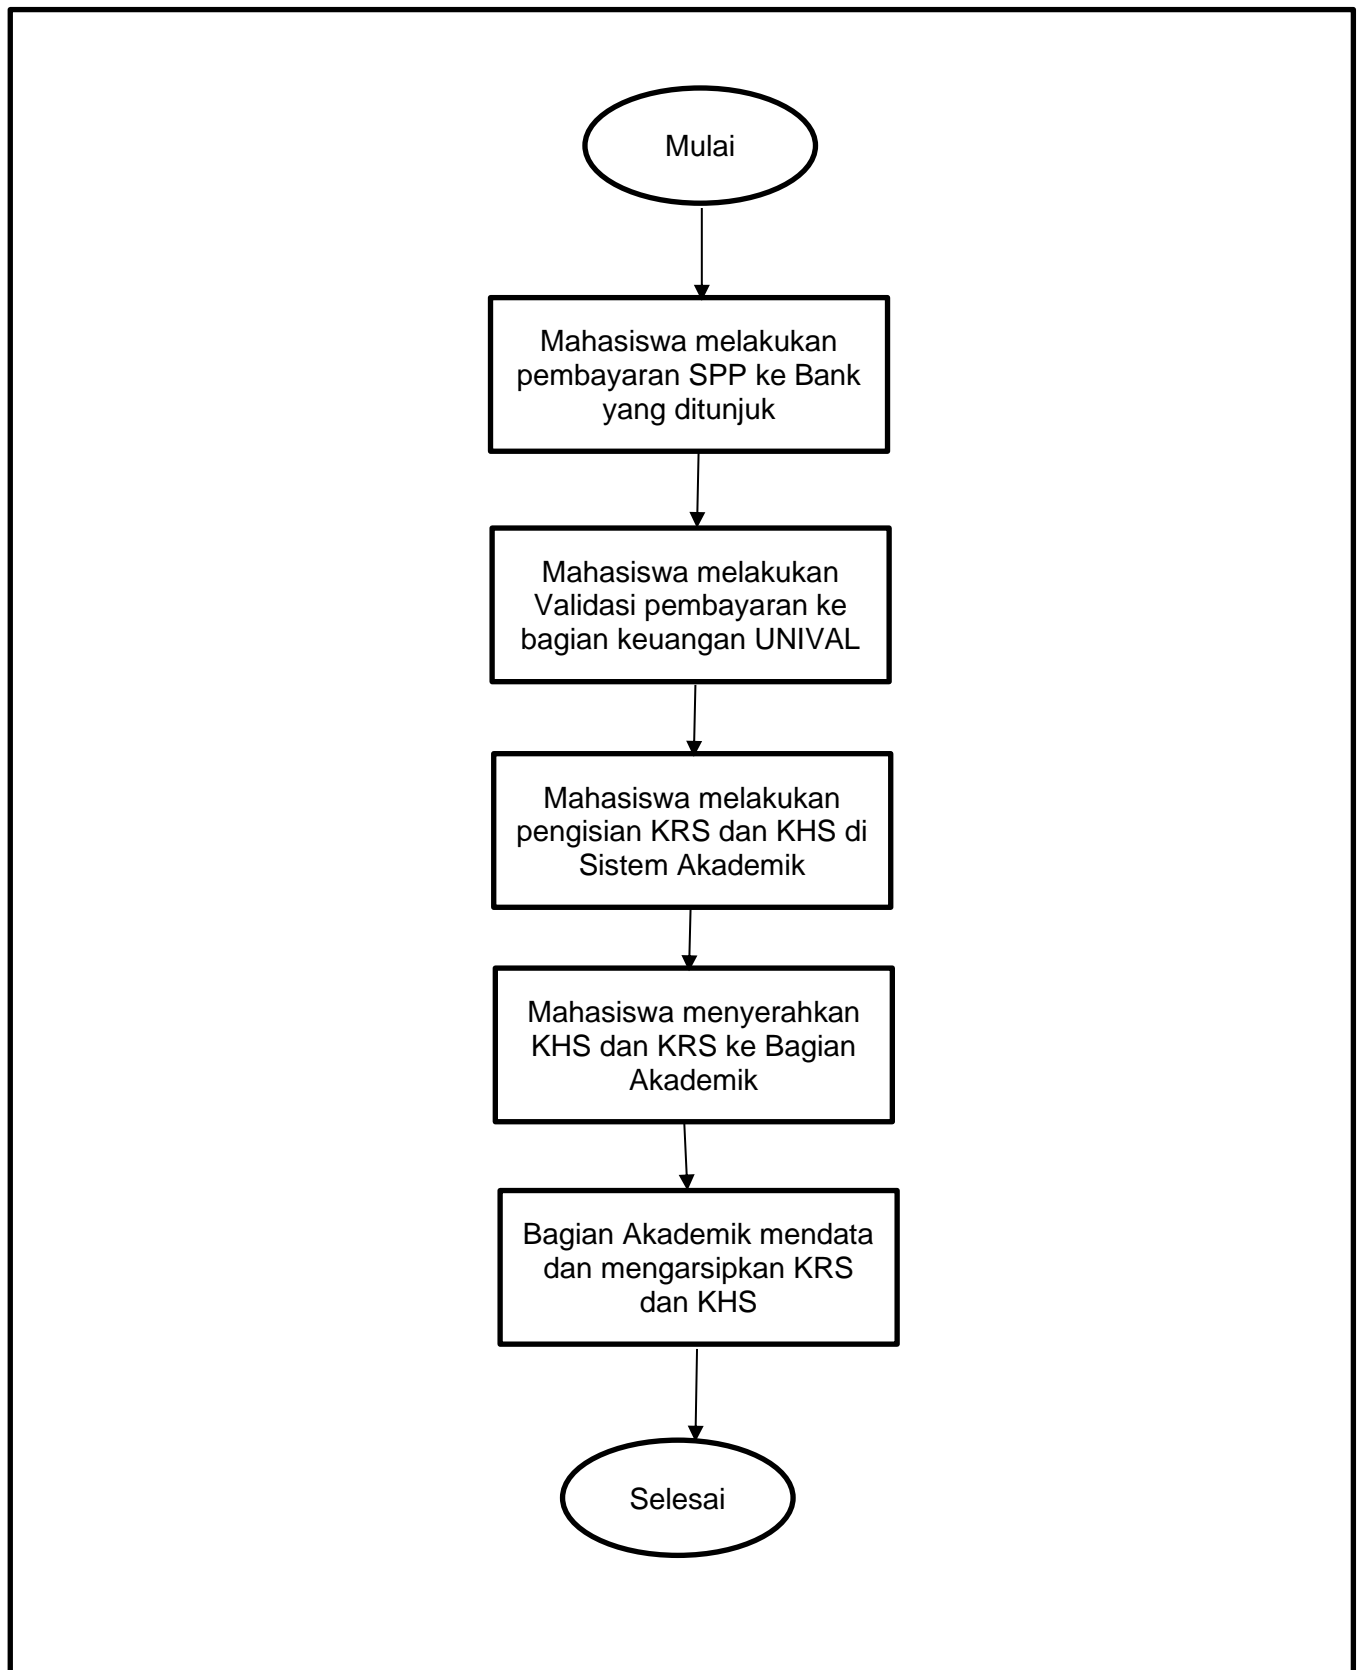 Mulai
Mahasiswa melakukan
pembayaran SPP ke Bank
yang ditunjuk
Mahasiswa melakukan
Validasi pembayaran ke
bagian keuangan UNIVAL
Mahasiswa melakukan
pengisian KRS dan KHS di
Sistem Akademik
Mahasiswa menyerahkan
KHS dan KRS ke Bagian
Akademik
Bagian Akademik mendata
dan mengarsipkan KRS
dan KHS
Selesai